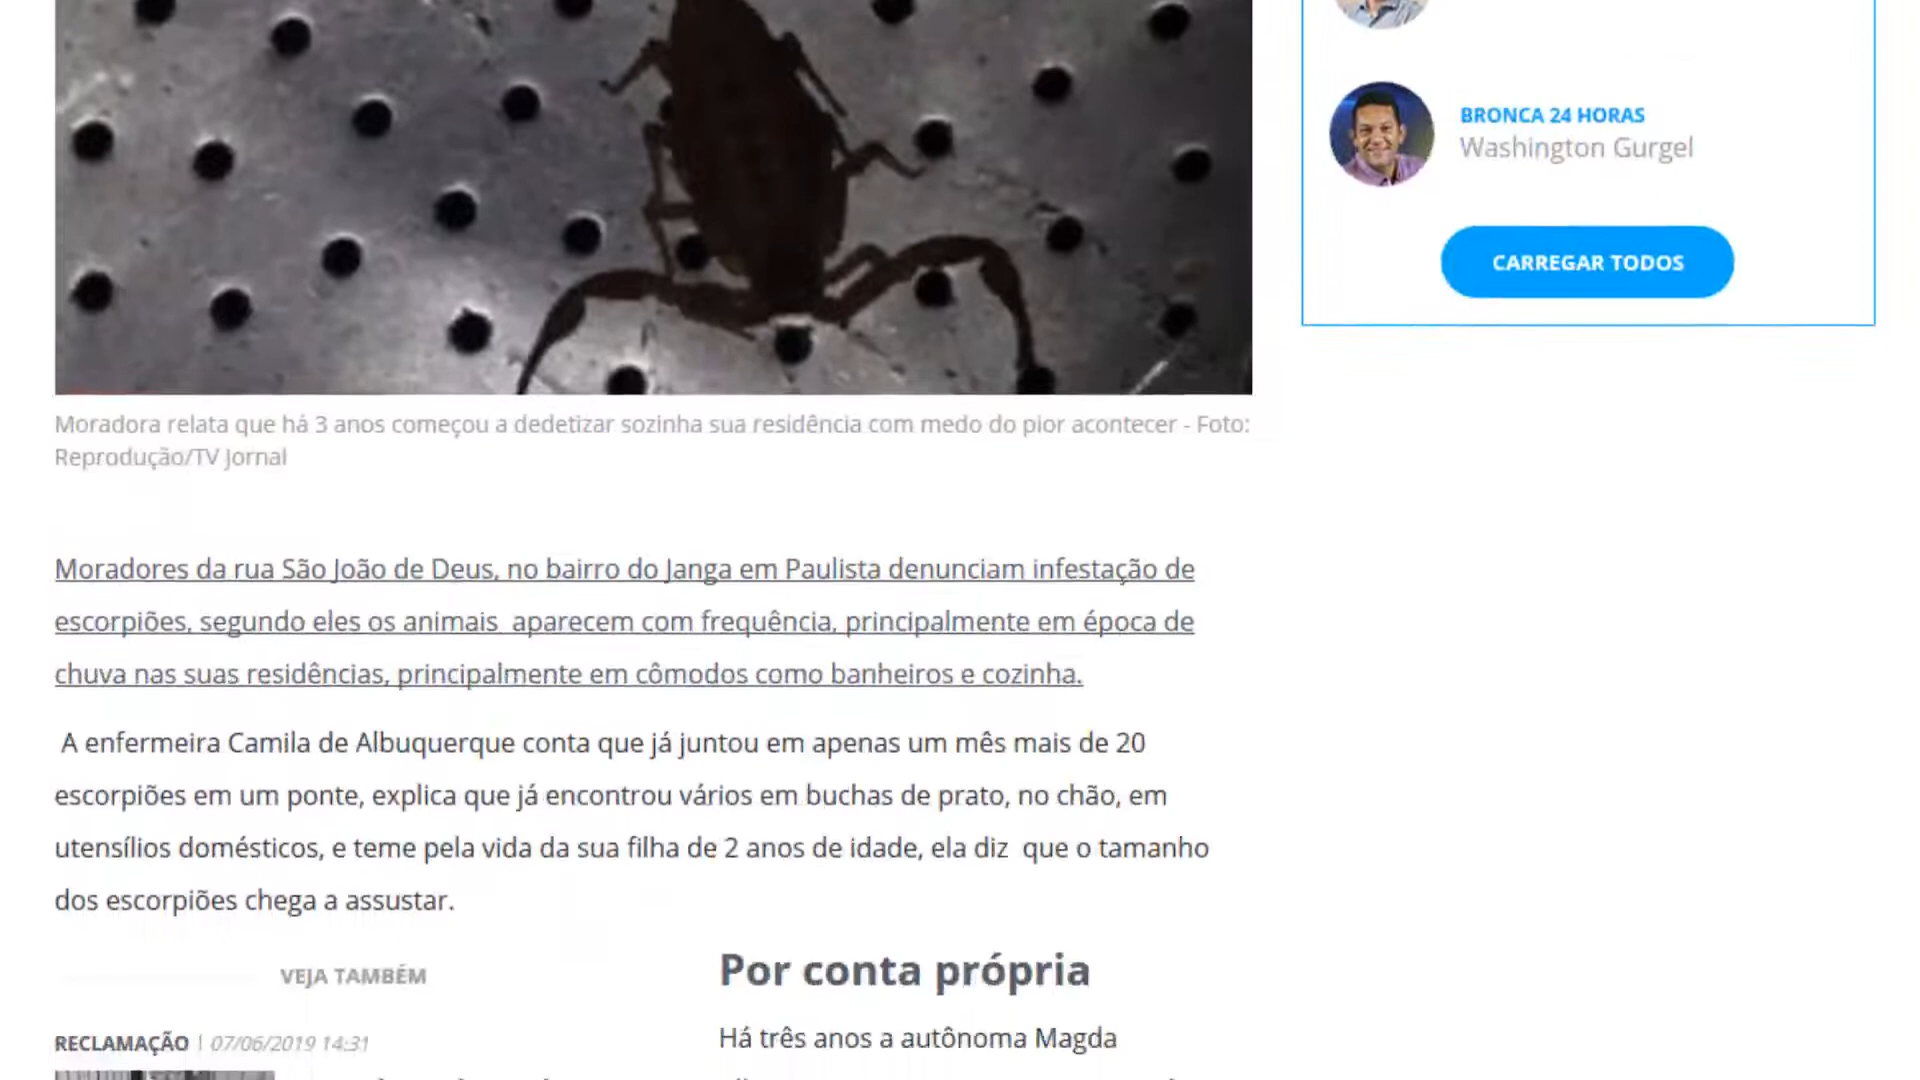 BRONCA 24 HORAS
Washington Gurgel
CARREGAR TODOS
Moradora relata que há 3 anos começou a dedetizar sozinha sua residência com medo do pior acontecer - Foto:
Reprodução/TV Jornal
Moradores da rua São João de Deus, no bairro do Janga em Paulista denunciam infestação de
escorpiões, segundo eles os animais  aparecem com frequência, principalmente em época de
chuva nas suas residências, principalmente em cômodos como banheiros e cozinha.
A enfermeira Camila de Albuquerque conta que já juntou em apenas um mês mais de 20
escorpiões em um ponte, explica que já encontrou vários em buchas de prato, no chão, em
utensílios domésticos, e teme pela vida da sua filha de 2 anos de idade, ela diz  que o tamanho
dos escorpiões chega a assustar.
VEJA TAMBÉM
RECLAMAÇÃO | 07/06/2019 14:31
Por conta própria
Há três anos a autônoma Magda